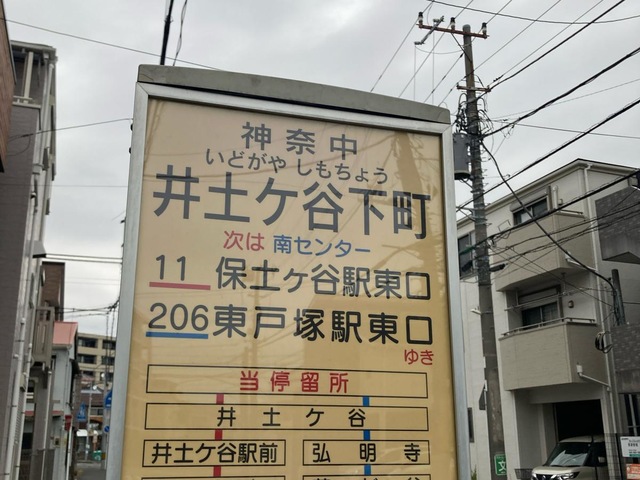 神奈中
いどがや しもちょう
井土ケ谷下町
次は 南センター
11 保土ヶ谷駅東口
206 東戸塚駅東口
ゆき
当停留所
井土ケ谷
井土ケ谷駅前 弘明寺
文